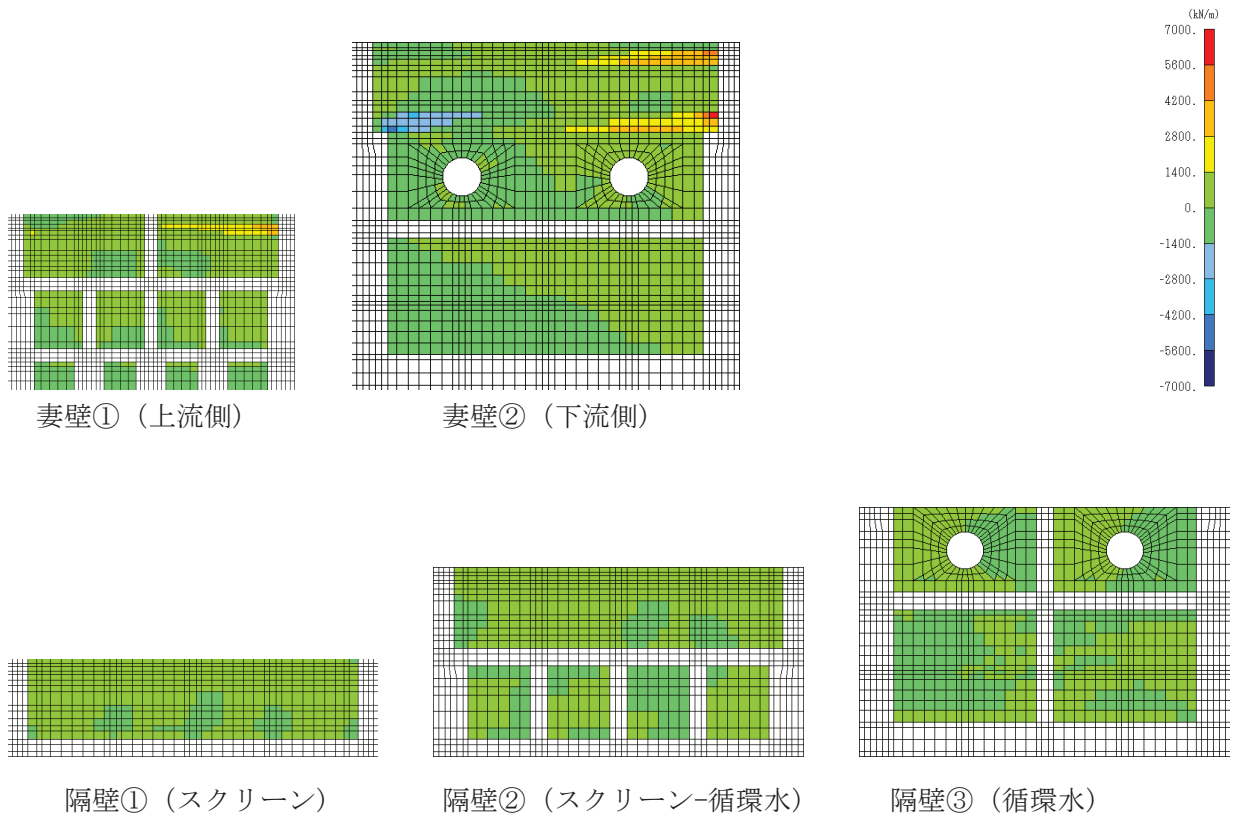 (kN/m)
7000.
5600.
4200.
2800.
1400.
0.
-1400.
-2800.
-4200.
-5600.
-7000.
妻壁①（上流側）
妻壁②（下流側）
隔壁①（スクリーン）
隔壁②（スクリーン-循環水）
隔壁③（循環水）